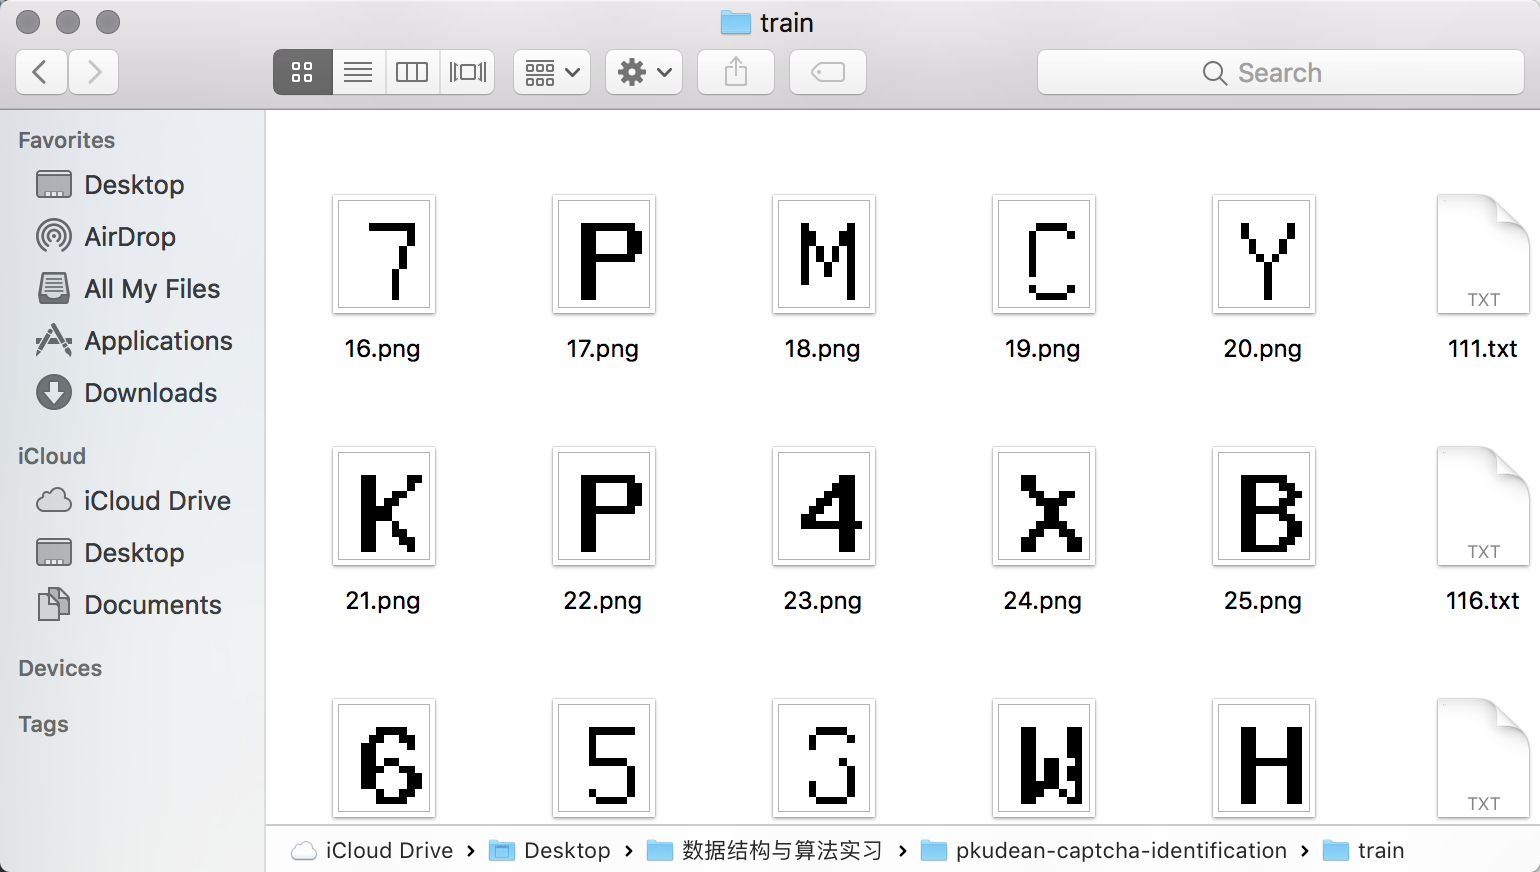 train
Search
Favorites
Desktop
AirDrop
All My Files
Applications
Downloads
iCloud
iCloud Drive
Desktop
Documents
Devices
Tags
7 P M C Y TXT
16.png 17.png 18.png 19.png 20.png 111.txt
K P 4 X B TXT
21.png 22.png 23.png 24.png 25.png 116.txt
6 5 3 W H TXT
iCloud Drive › Desktop › 数据结构与算法实习 › pkudean-captcha-identification › train